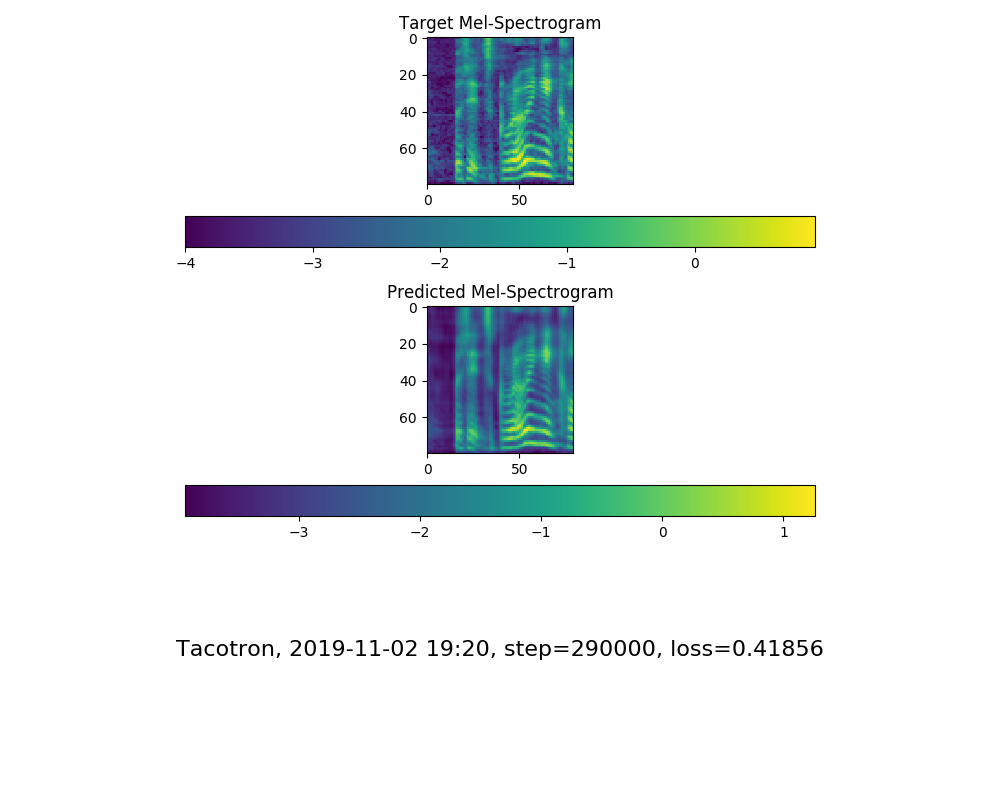 Target Mel-Spectrogram
0
20
40
60
0 50
−4 −3 −2 −1 0
Predicted Mel-Spectrogram
0
20
40
60
0 50
−3 −2 −1 0 1
Tacotron, 2019-11-02 19:20, step=290000, loss=0.41856